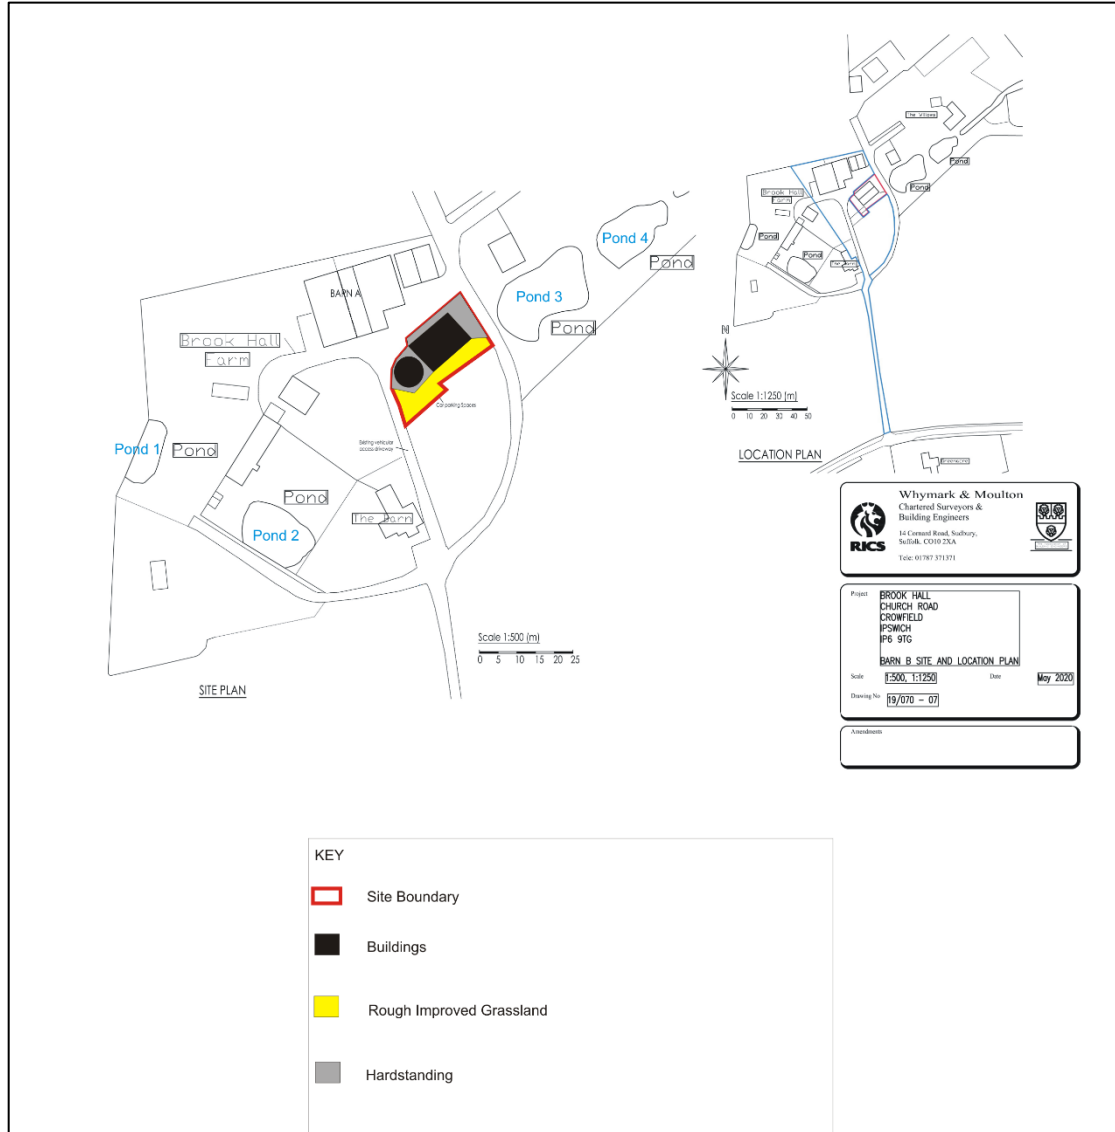 The Willows
Pond
Pond
Brook Hall
Farm
Pond
Pond
The Barn
N
Scale 1:1250 (m)
0 10 20 30 40 50
LOCATION PLAN
Pond 4
Pond
Pond 3
Pond
BARN A
Brook Hall
Farm
Car parking Spaces
Existing vehicular
access driveway
Pond 1
Pond
Pond
Pond 2
The Barn
Scale 1:500 (m)
0 5 10 15 20 25
SITE PLAN
RICS
Whymark & Moulton
Chartered Surveyors &
Building Engineers
14 Cornard Road, Sudbury,
Suffolk. CO10 2XA
Tele: 01787 371371
Project
BROOK HALL
CHURCH ROAD
CROWFIELD
IPSWICH
IP6 9TG
BARN B SITE AND LOCATION PLAN
Scale 1:500, 1:1250 Date May 2020
Drawing No 19/070 - 07
Amendments
KEY
Site Boundary
Buildings
Rough Improved Grassland
Hardstanding